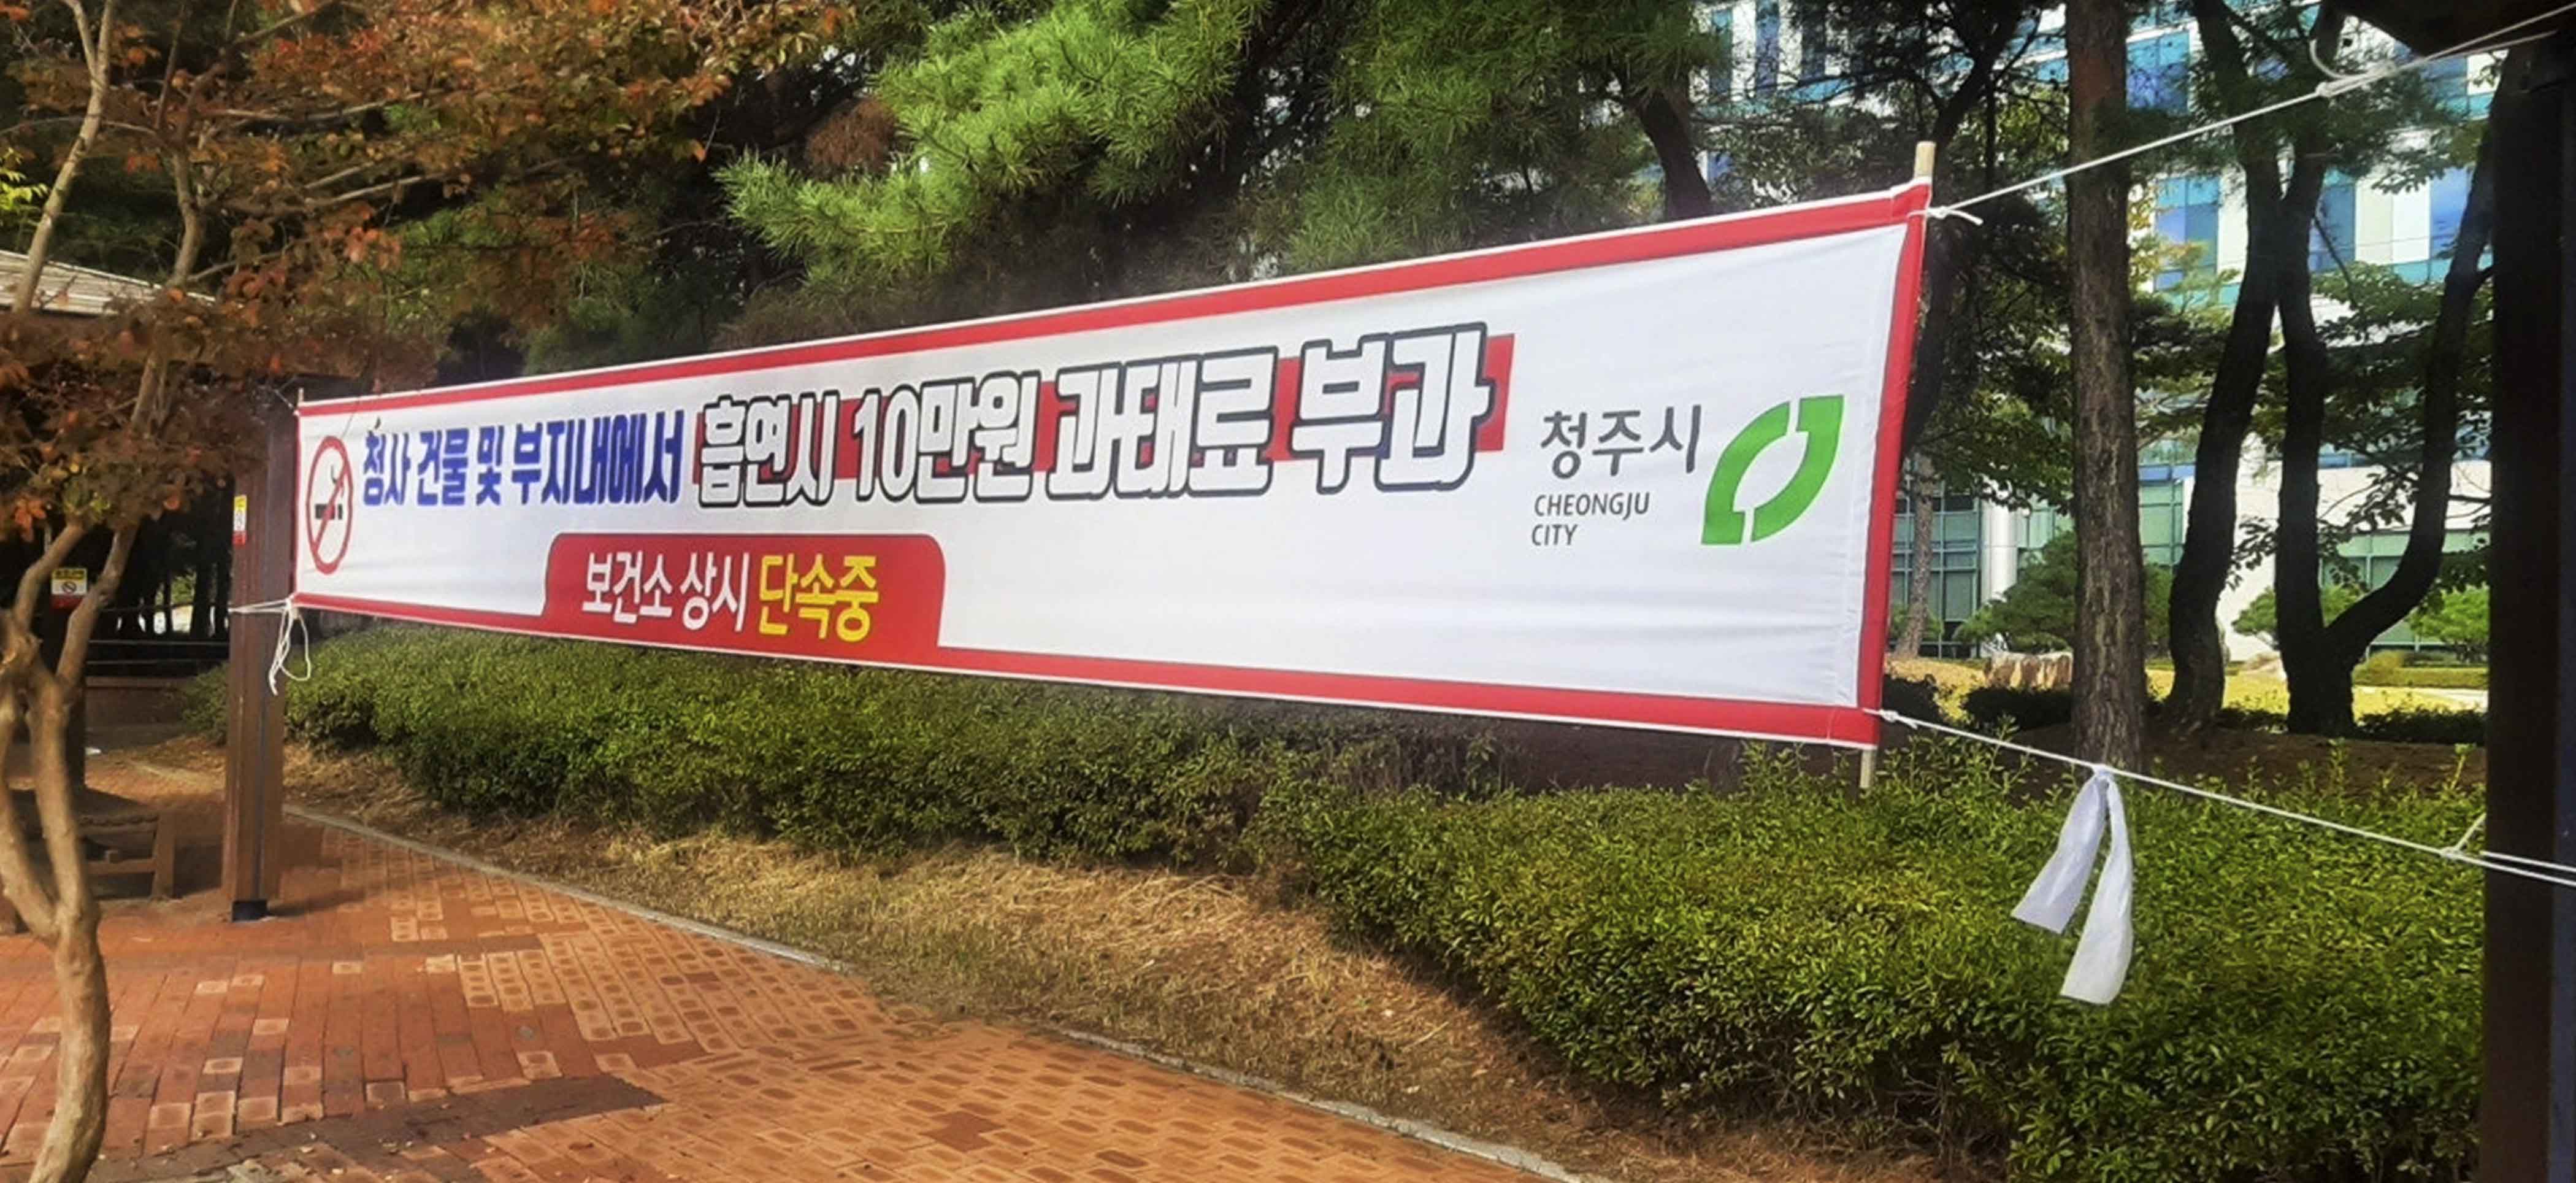 청사 건물 및 부지내에서 흡연시 10만원 과태료 부과
보건소 상시 단속중
청주시
CHEONGJU
CITY